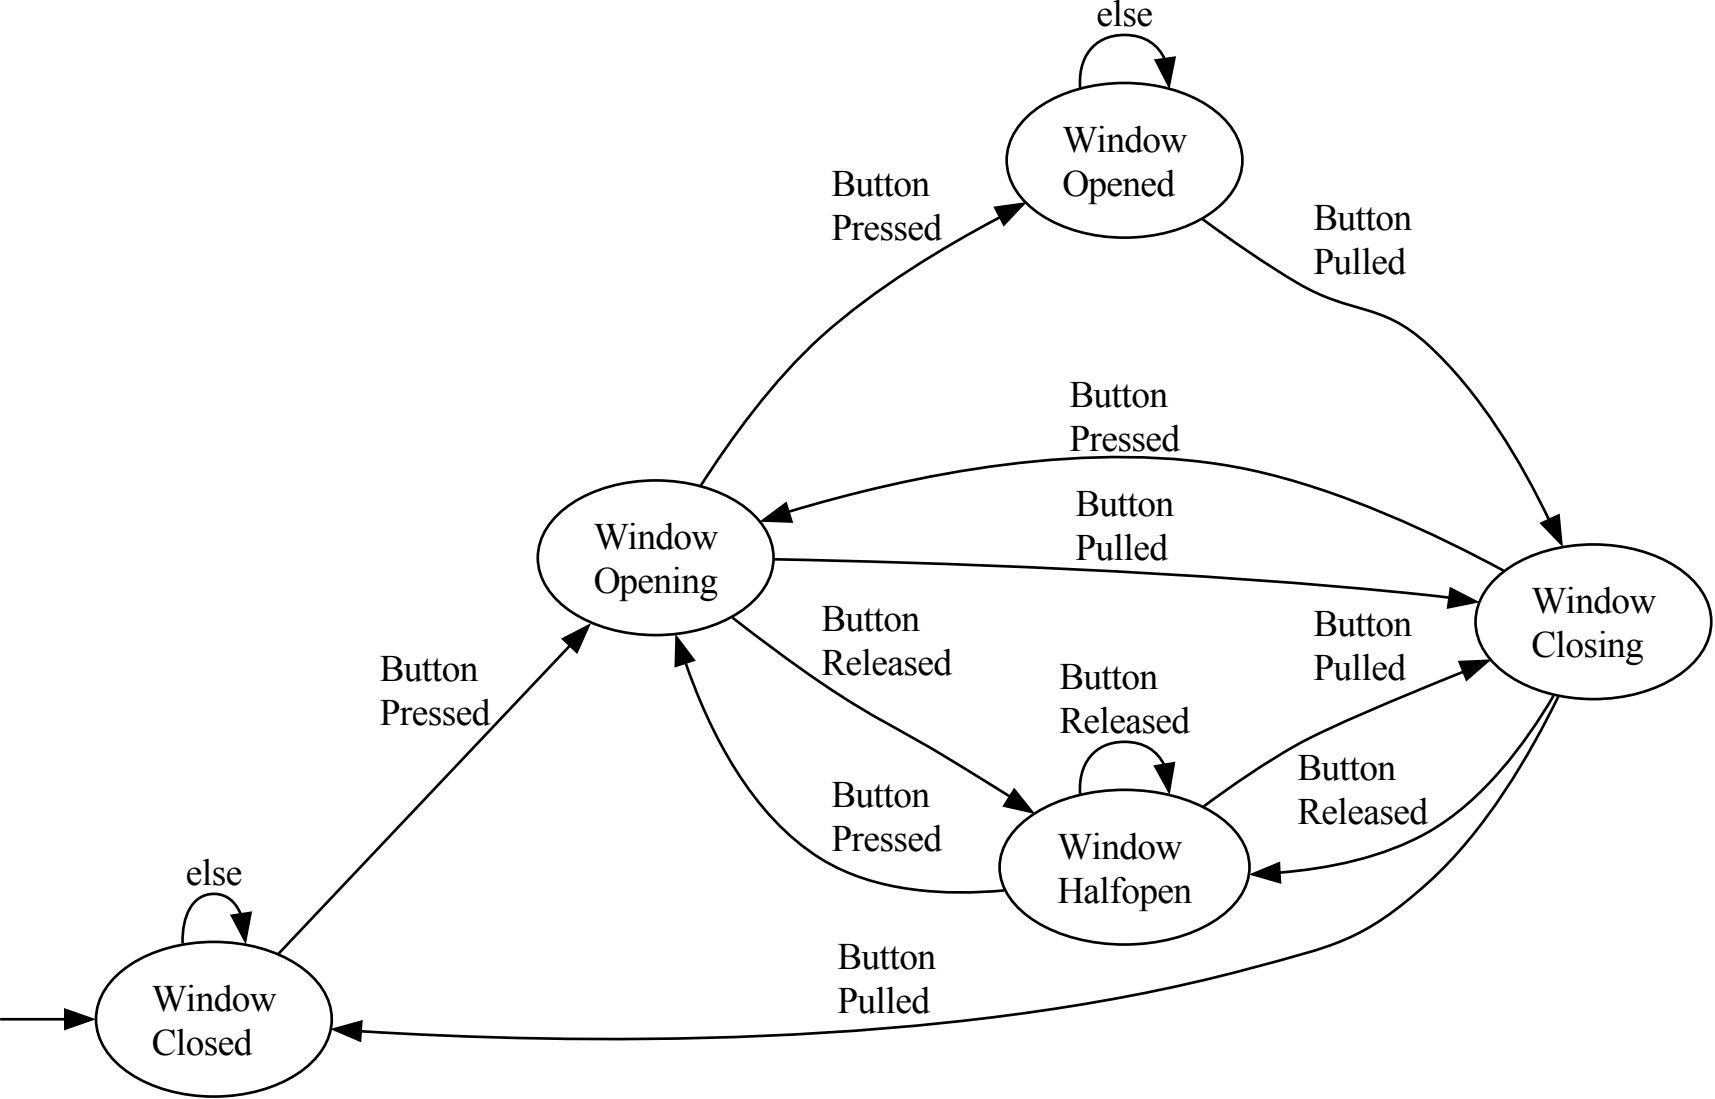 else
Window
Opened
Button
Pressed
Button
Pulled
Button
Pressed
Button
Pulled
Window
Opening
Window
Closing
Button
Released
Button
Pulled
Button
Pressed
Button
Released
Button
Released
Button
Pressed
Window
Halfopen
else
Button
Pulled
Window
Closed